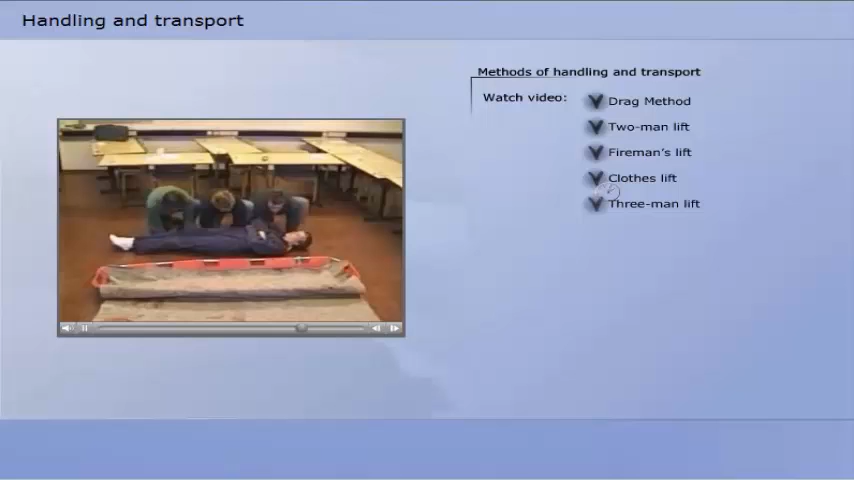 Handling and transport
Methods of handling and transport
Watch video:
Drag Method
Two-man lift
Fireman's lift
Clothes lift
Three-man lift